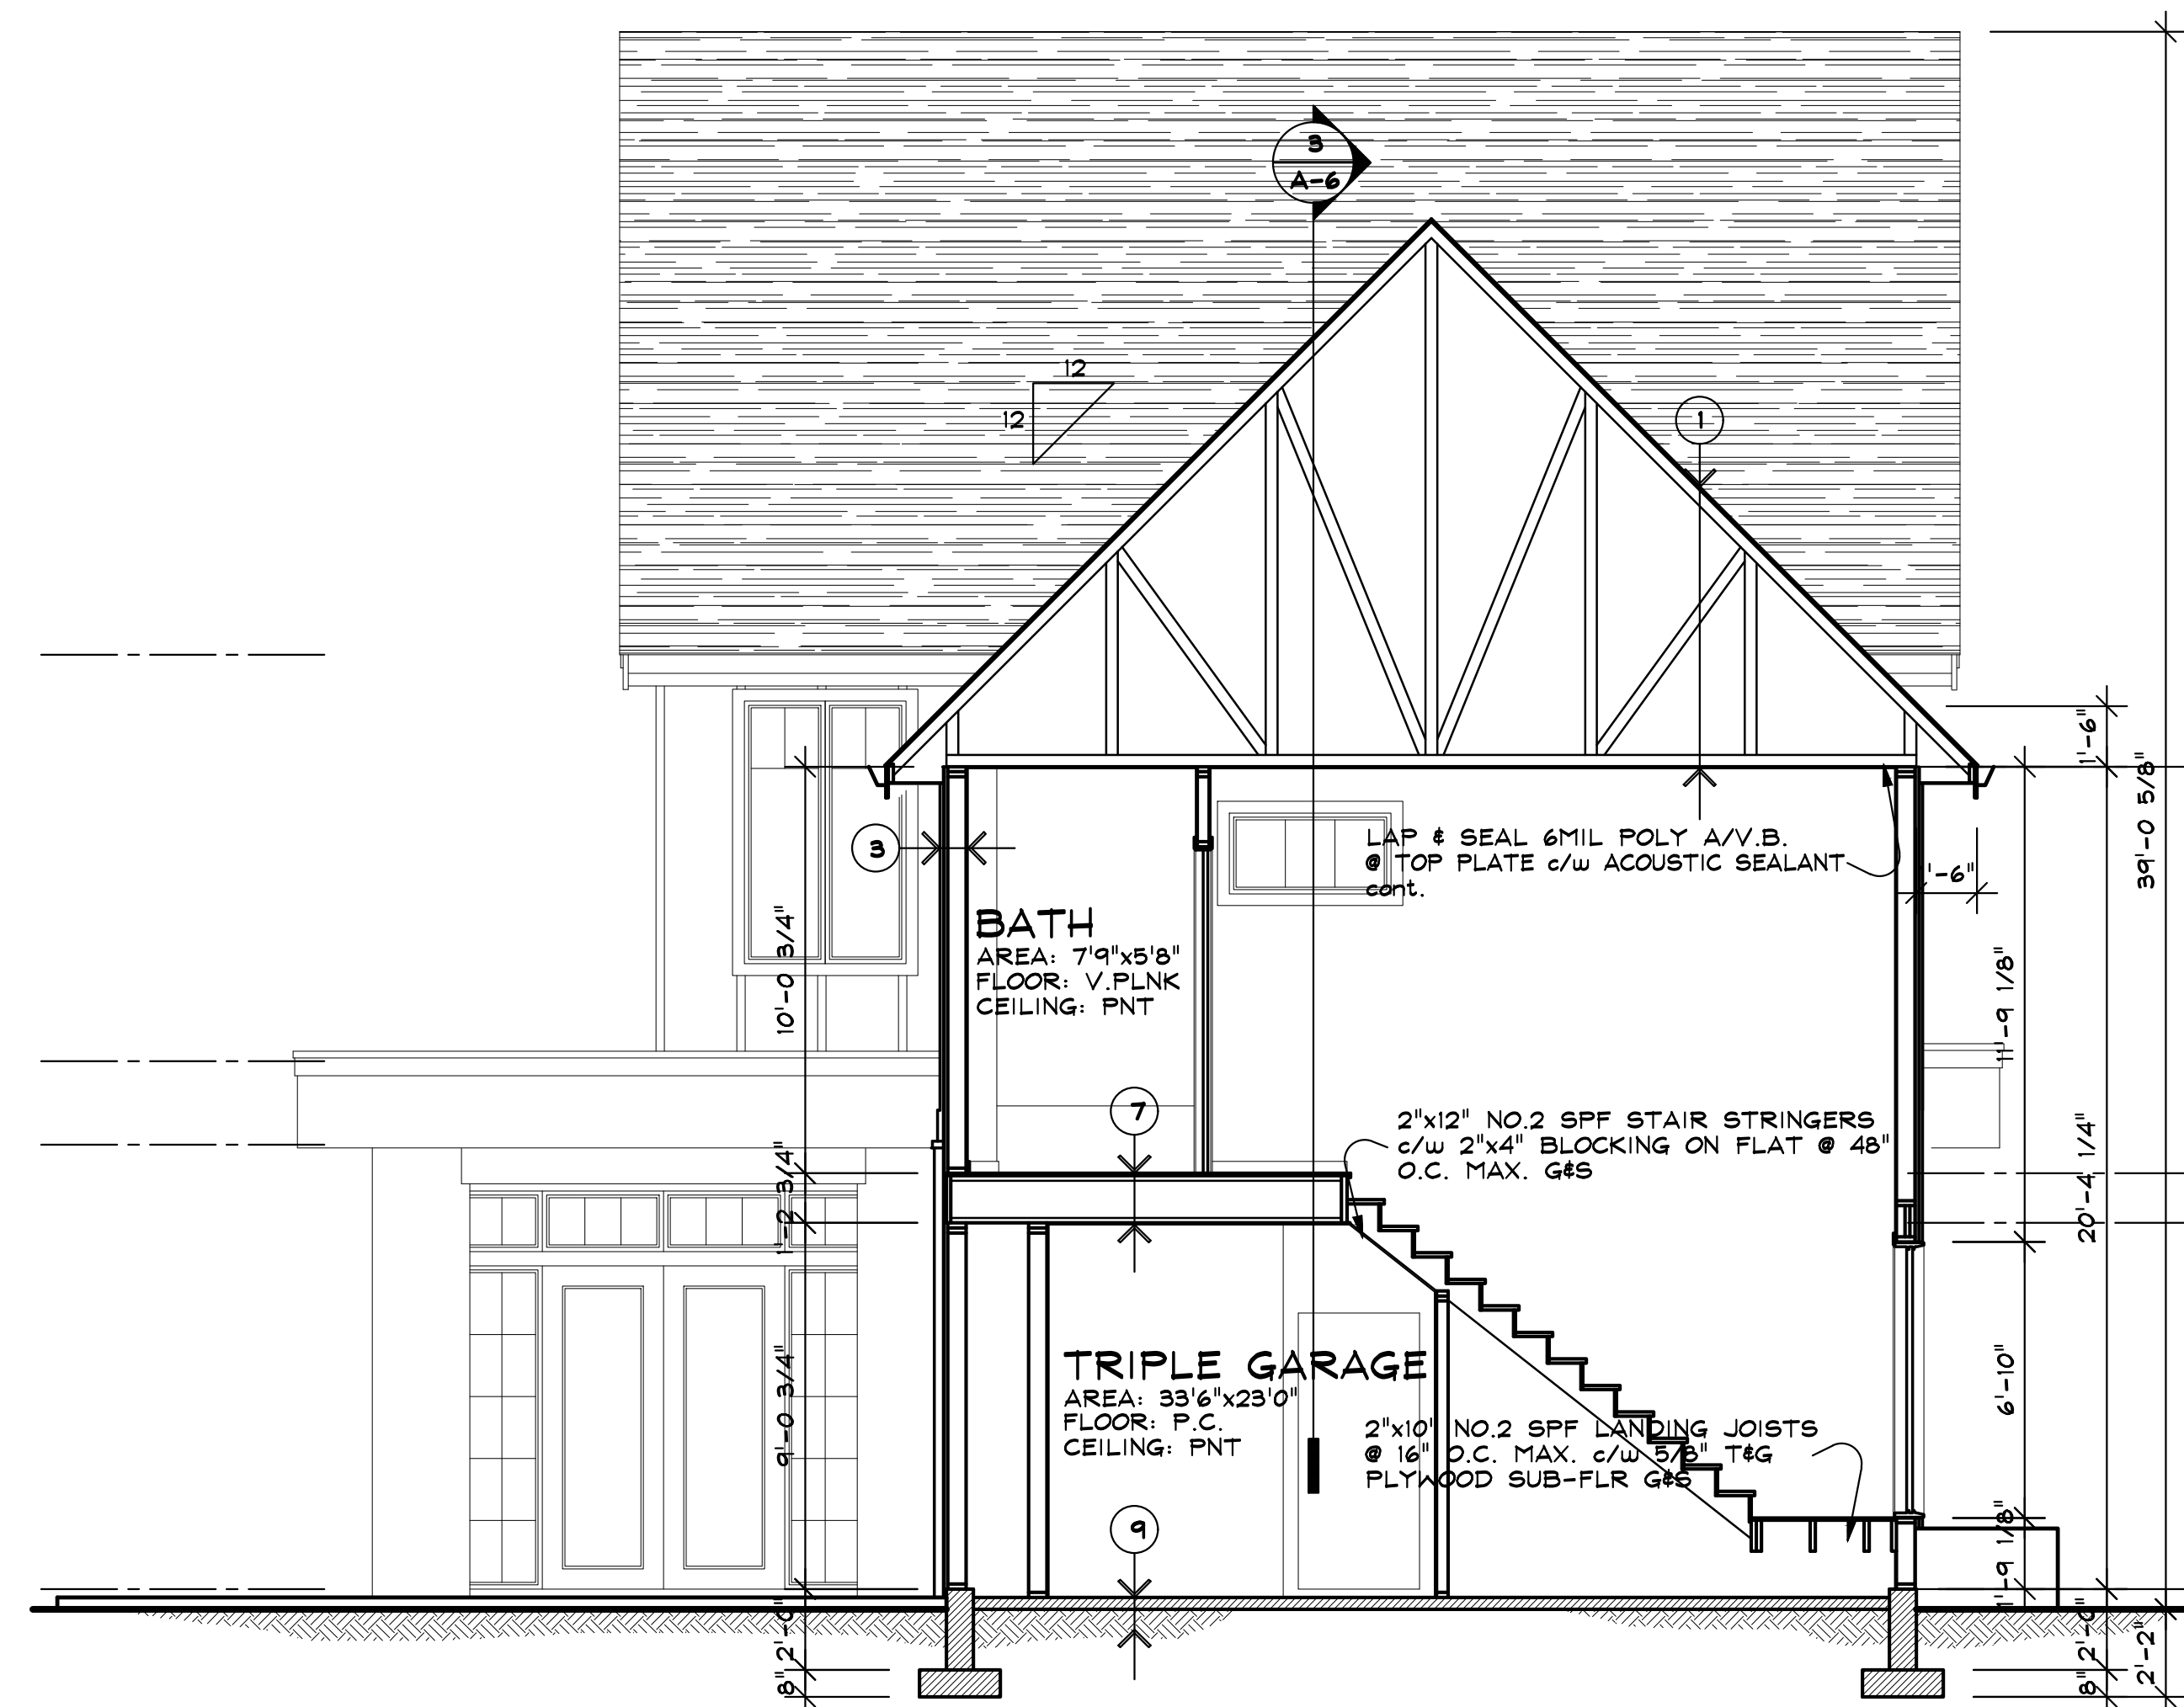 3
A-6
12
12
1
1'-6"
39'-0 5/8"
3
LAP & SEAL 6MIL POLY A/V.B.
@ TOP PLATE c/w ACOUSTIC SEALANT
cont.
'-6"
BATH
AREA: 7'9"x5'8"
FLOOR: V.PLNK
CEILING: PNT
10'-0 3/4"
11'-9 1/8"
7
2"x12" NO.2 SPF STAIR STRINGERS
c/w 2"x4" BLOCKING ON FLAT @ 48"
O.C. MAX. G&S
1'-2 3/4"
20'-4 1/4"
TRIPLE GARAGE
AREA: 33'6"x23'0"
FLOOR: P.C.
CEILING: PNT
9'-0 3/4"
6'-10"
2"x10" NO.2 SPF LANDING JOISTS
@ 16" O.C. MAX. c/w 5/8" T&G
PLYWOOD SUB-FLR G&S
9
1'-9 1/8"
2'-0"
8"
2'-0"
8"
2'-2"